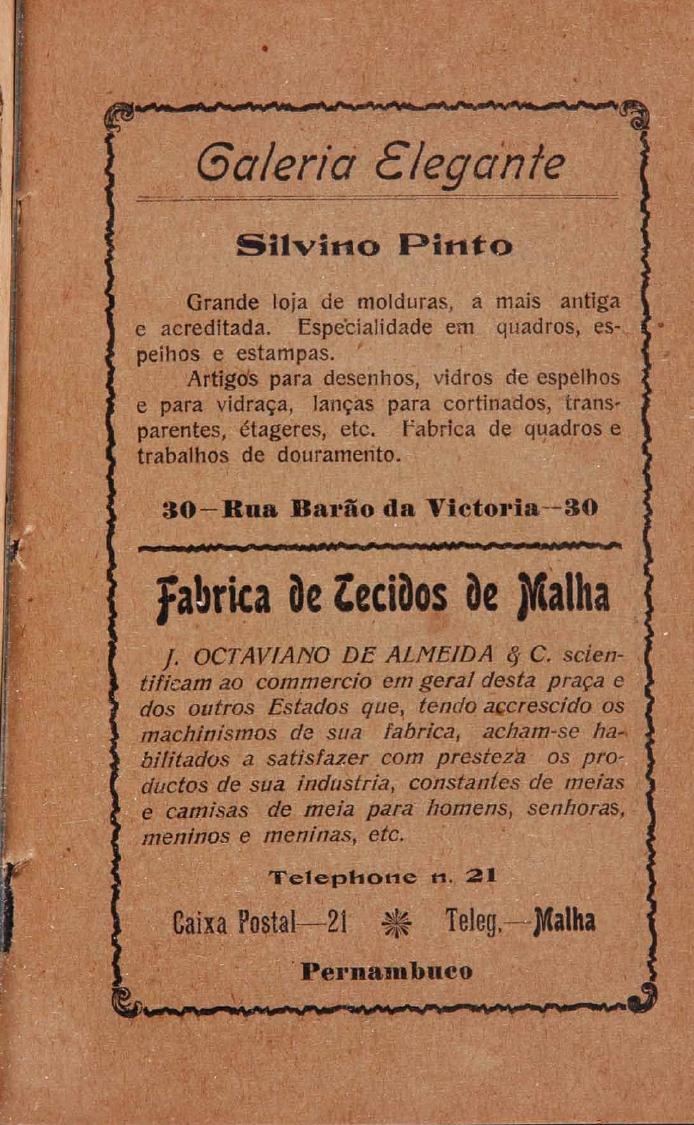 Galeria Elegante
Silvino Pinto
Grande loja de molduras, a mais antiga
e acreditada. Especialidade em quadros, es-
pelhos e estampas.
Artigos para desenhos, vidros de espelhos
e para vidraça, lanças para cortinados, trans-
parentes, étageres, etc. Fabrica de quadros e
trabalhos de douramento.
30—Rua Barão da Victoria—30
Fabrica de Tecidos de Malha
J. OCTAVIANO DE ALMEIDA & C. scien-
tificam ao commercio em geral desta praça e
dos outros Estados que, tendo accrescido os
machinismos de sua fabrica, acham-se ha-
bilitados a satisfazer com presteza os pro-
ductos de sua industria, constantes de meias
e camisas de meia para homens, senhoras,
meninos e meninas, etc.
Telephone n. 21
Caixa Postal—21 Teleg.—Malha
Pernambuco